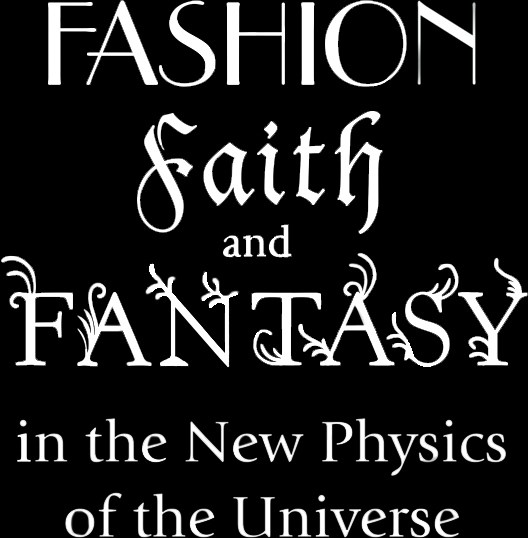 FASHION
Faith
and
FANTASY
in the New Physics
of the Universe